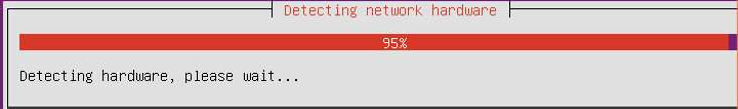 Detecting network hardware
95%
Detecting hardware, please wait...